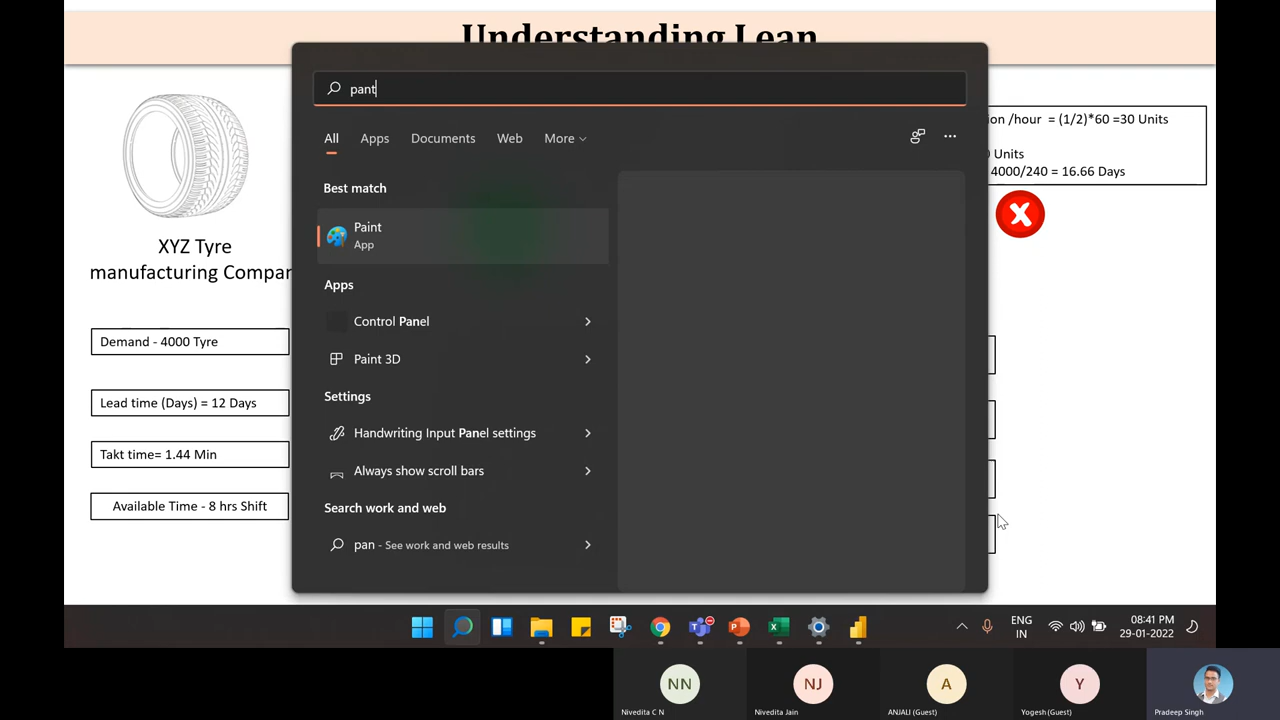 Understanding Lean
pant
All Apps Documents Web More
Best match
Paint
App
Apps
Control Panel
Paint 3D
Settings
Handwriting Input Panel settings
Always show scroll bars
Search work and web
pan - See work and web results
XYZ Tyre
manufacturing Compan
Demand - 4000 Tyre
Lead time (Days) = 12 Days
Takt time= 1.44 Min
Available Time - 8 hrs Shift
ion /hour = (1/2)*60 =30 Units
Units
4000/240 = 16.66 Days
ENG
IN
08:41 PM
29-01-2022
NN
Nivedita C N
NJ
Nivedita Jain
A
ANJALI (Guest)
Y
Yogesh (Guest)
Pradeep Singh